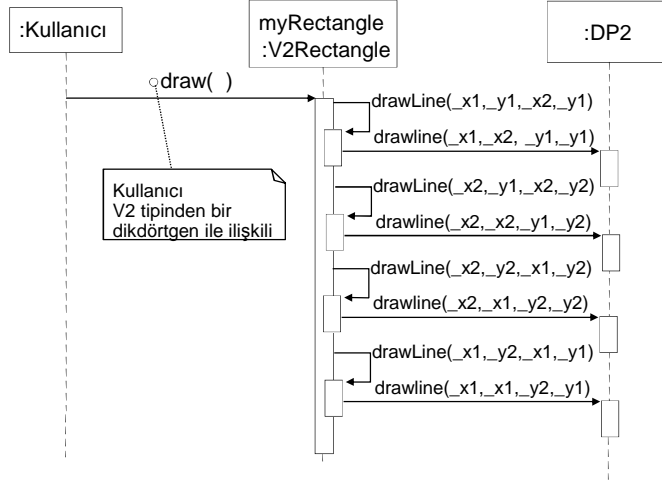 :Kullanıcı
myRectangle
:V2Rectangle
:DP2
draw( )
drawLine(_x1,_y1,_x2,_y1)
drawline(_x1,_x2, _y1,_y1)
Kullanıcı
V2 tipinden bir
dikdörtgen ile ilişkili
drawLine(_x2,_y1,_x2,_y2)
drawline(_x2,_x2,_y1,_y2)
drawLine(_x2,_y2,_x1,_y2)
drawline(_x2,_x1,_y2,_y2)
drawLine(_x1,_y2,_x1,_y1)
drawline(_x1,_x1,_y2,_y1)